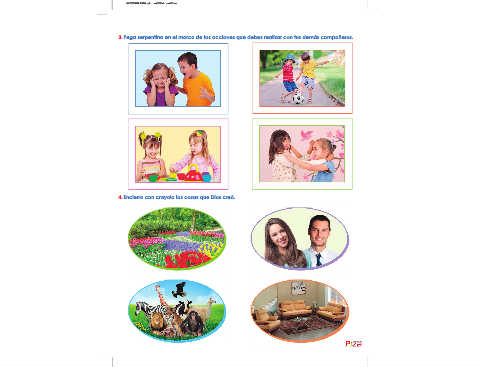 3. Pega serpentina en el marco de las acciones que debes realizar con tus demás compañeros.
4. Encierra con crayola las cosas que Dios creó.